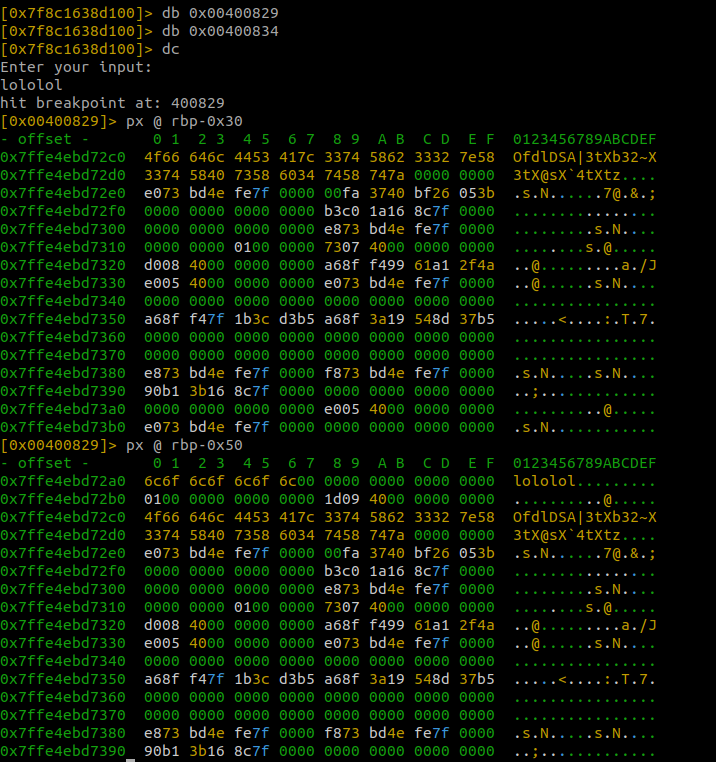 [0x7f8c1638d100]> db 0x00400829
[0x7f8c1638d100]> db 0x00400834
[0x7f8c1638d100]> dc
Enter your input:
lololol
hit breakpoint at: 400829
[0x00400829]> px @ rbp-0x30
- offset -       0 1  2 3  4 5  6 7  8 9  A B  C D  E F  0123456789ABCDEF
0x7ffe4ebd72c0  4f66 646c 4453 417c 3374 5862 3332 7e58  OfdlDSA|3tXb32~X
0x7ffe4ebd72d0  3374 5840 7358 6034 7458 747a 0000 0000  3tX@sX`4tXtz....
0x7ffe4ebd72e0  e073 bd4e fe7f 0000 00fa 3740 bf26 053b  .s.N......7@.&.;
0x7ffe4ebd72f0  0000 0000 0000 0000 b3c0 1a16 8c7f 0000  ................
0x7ffe4ebd7300  0000 0000 0000 0000 e873 bd4e fe7f 0000  .........s.N....
0x7ffe4ebd7310  0000 0000 0100 0000 7307 4000 0000 0000  ........s.@.....
0x7ffe4ebd7320  d008 4000 0000 0000 a68f f499 61a1 2f4a  ..@.........a./J
0x7ffe4ebd7330  e005 4000 0000 0000 e073 bd4e fe7f 0000  ..@......s.N....
0x7ffe4ebd7340  0000 0000 0000 0000 0000 0000 0000 0000  ................
0x7ffe4ebd7350  a68f f47f 1b3c d3b5 a68f 3a19 548d 37b5  .....<....:.T.7.
0x7ffe4ebd7360  0000 0000 0000 0000 0000 0000 0000 0000  ................
0x7ffe4ebd7370  0000 0000 0000 0000 0000 0000 0000 0000  ................
0x7ffe4ebd7380  e873 bd4e fe7f 0000 f873 bd4e fe7f 0000  .s.N.....s.N....
0x7ffe4ebd7390  90b1 3b16 8c7f 0000 0000 0000 0000 0000  ..;.............
0x7ffe4ebd73a0  0000 0000 0000 0000 e005 4000 0000 0000  ..........@.....
0x7ffe4ebd73b0  e073 bd4e fe7f 0000 0000 0000 0000 0000  .s.N............
[0x00400829]> px @ rbp-0x50
- offset -       0 1  2 3  4 5  6 7  8 9  A B  C D  E F  0123456789ABCDEF
0x7ffe4ebd72a0  6c6f 6c6f 6c6f 6c00 0000 0000 0000 0000  lololol.........
0x7ffe4ebd72b0  0100 0000 0000 0000 1d09 4000 0000 0000  ..........@.....
0x7ffe4ebd72c0  4f66 646c 4453 417c 3374 5862 3332 7e58  OfdlDSA|3tXb32~X
0x7ffe4ebd72d0  3374 5840 7358 6034 7458 747a 0000 0000  3tX@sX`4tXtz....
0x7ffe4ebd72e0  e073 bd4e fe7f 0000 00fa 3740 bf26 053b  .s.N......7@.&.;
0x7ffe4ebd72f0  0000 0000 0000 0000 b3c0 1a16 8c7f 0000  ................
0x7ffe4ebd7300  0000 0000 0000 0000 e873 bd4e fe7f 0000  .........s.N....
0x7ffe4ebd7310  0000 0000 0100 0000 7307 4000 0000 0000  ........s.@.....
0x7ffe4ebd7320  d008 4000 0000 0000 a68f f499 61a1 2f4a  ..@.........a./J
0x7ffe4ebd7330  e005 4000 0000 0000 e073 bd4e fe7f 0000  ..@......s.N....
0x7ffe4ebd7340  0000 0000 0000 0000 0000 0000 0000 0000  ................
0x7ffe4ebd7350  a68f f47f 1b3c d3b5 a68f 3a19 548d 37b5  .....<....:.T.7.
0x7ffe4ebd7360  0000 0000 0000 0000 0000 0000 0000 0000  ................
0x7ffe4ebd7370  0000 0000 0000 0000 0000 0000 0000 0000  ................
0x7ffe4ebd7380  e873 bd4e fe7f 0000 f873 bd4e fe7f 0000  .s.N.....s.N....
0x7ffe4ebd7390  90b1 3b16 8c7f 0000 0000 0000 0000 0000  ..;.............